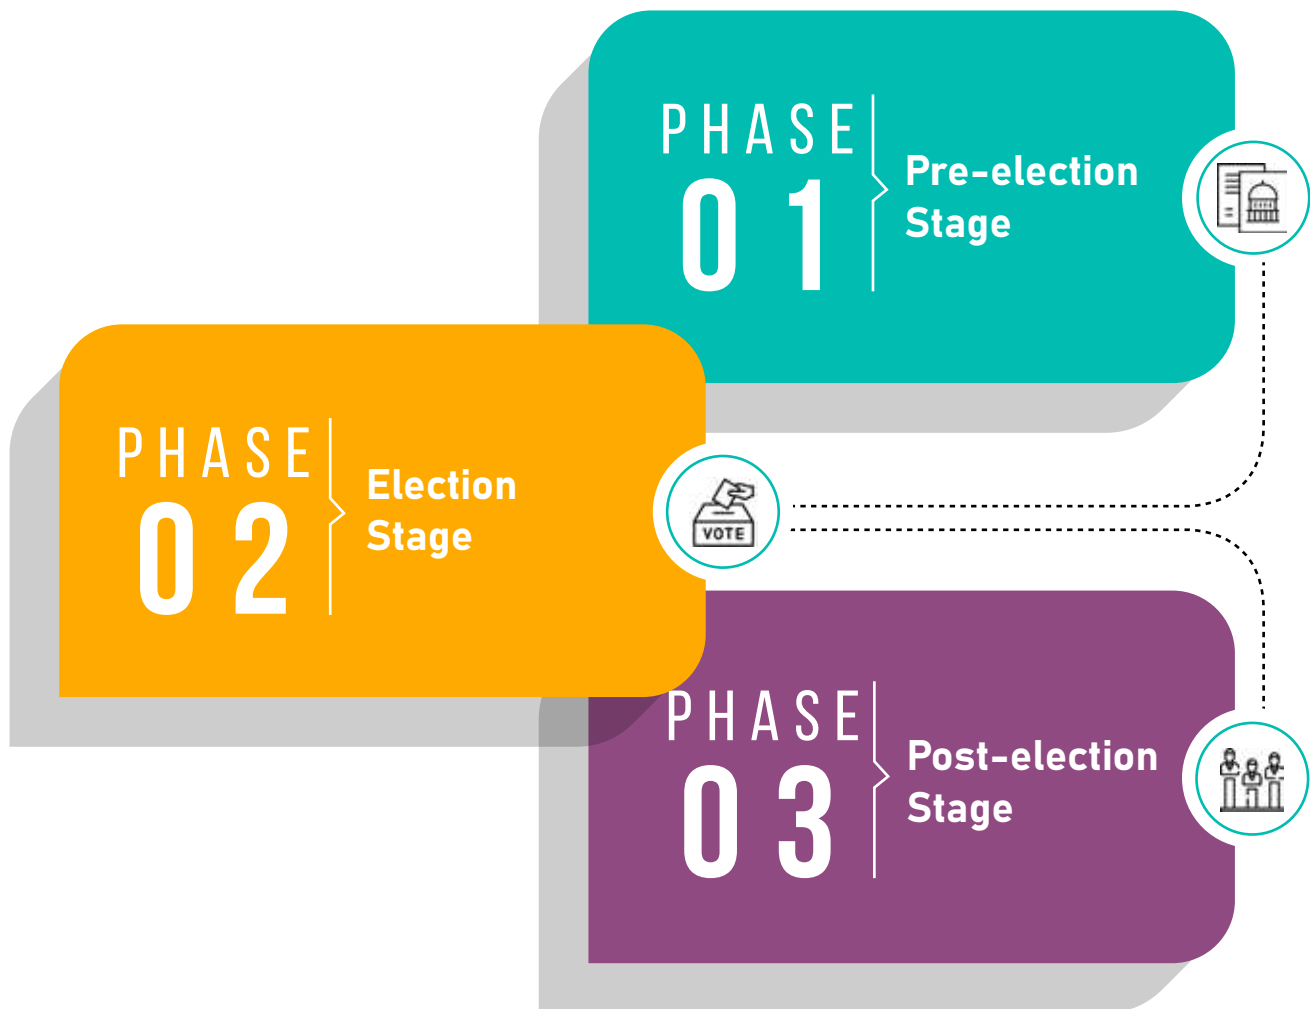 PHASE
01
Pre-election
Stage
PHASE
02
Election
Stage
VOTE
PHASE
03
Post-election
Stage